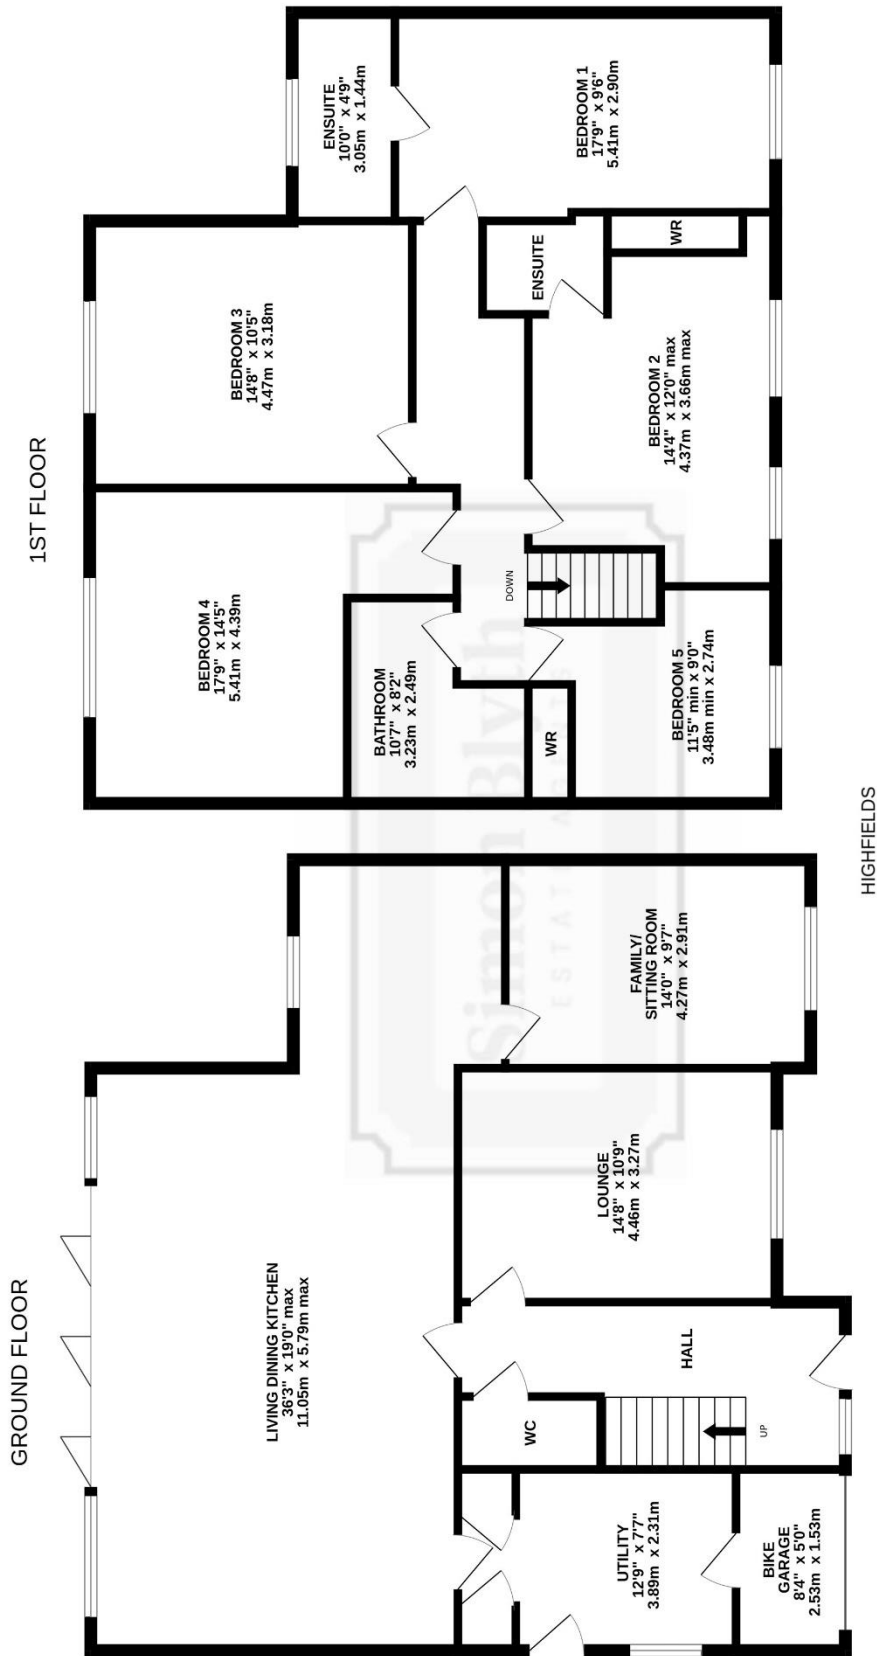 GROUND FLOOR
LIVING DINING KITCHEN
36'3" x 19'0" max
11.05m x 5.79m max
UTILITY
12'9" x 7'7"
3.89m x 2.31m
BIKE
GARAGE
8'4" x 5'0"
2.53m x 1.53m
WC
UP
HALL
LOUNGE
14'8" x 10'9"
4.46m x 3.27m
FAMILY/
SITTING ROOM
14'0" x 9'7"
4.27m x 2.91m
1ST FLOOR
BEDROOM 4
17'9" x 14'5"
5.41m x 4.39m
BEDROOM 3
14'8" x 10'5"
4.47m x 3.18m
ENSUITE
10'0" x 4'9"
3.05m x 1.44m
BEDROOM 1
17'9" x 9'6"
5.41m x 2.90m
BATHROOM
10'7" x 8'2"
3.23m x 2.49m
DOWN
ENSUITE
WR
WR
BEDROOM 2
14'4" x 12'0" max
4.37m x 3.66m max
BEDROOM 5
11'5" min x 9'0"
3.48m min x 2.74m
Simon Blyth
ESTATE AGENTS
HIGHFIELDS